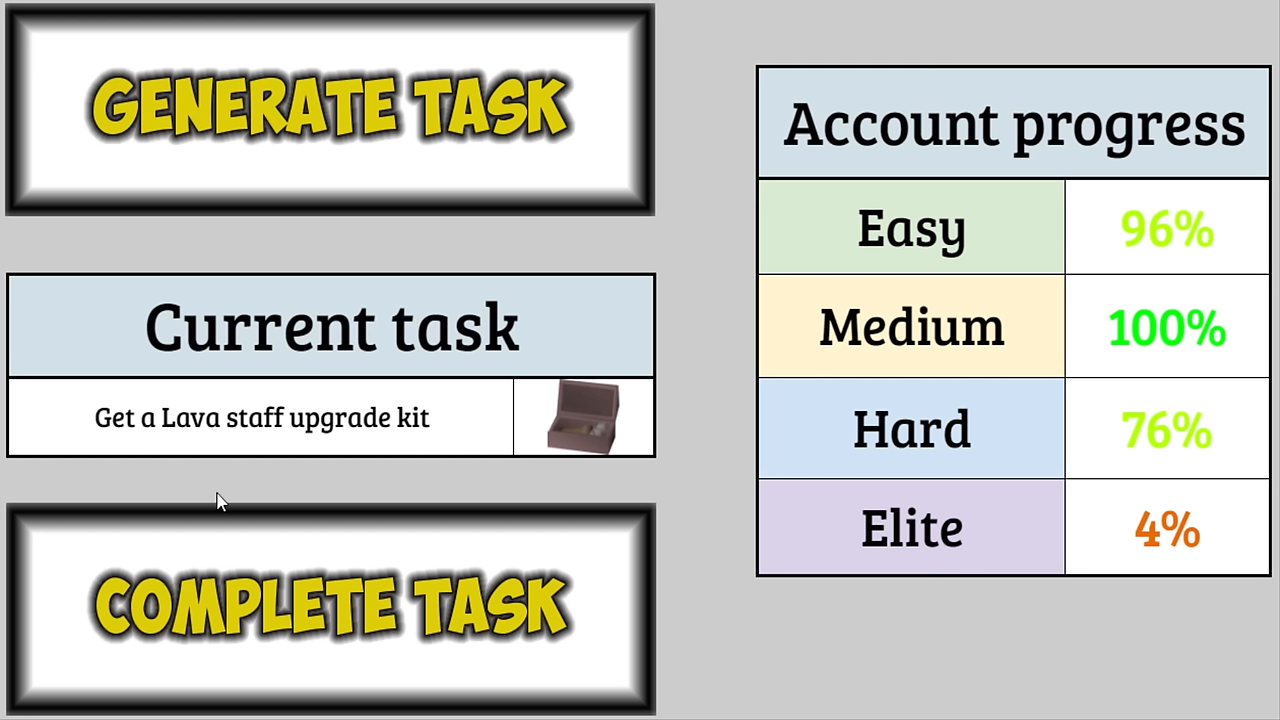 GENERATE TASK
Current task
Get a Lava staff upgrade kit
COMPLETE TASK
Account progress
Easy 96%
Medium 100%
Hard 76%
Elite 4%